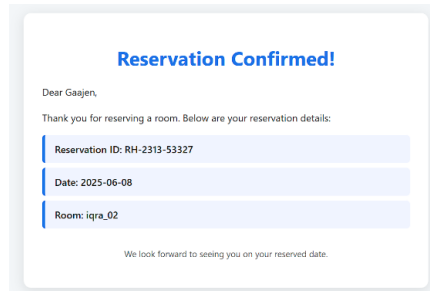 Reservation Confirmed!
Dear Gaajen,
Thank you for reserving a room. Below are your reservation details:
Reservation ID: RH-2313-53327
Date: 2025-06-08
Room: iqra_02
We look forward to seeing you on your reserved date.